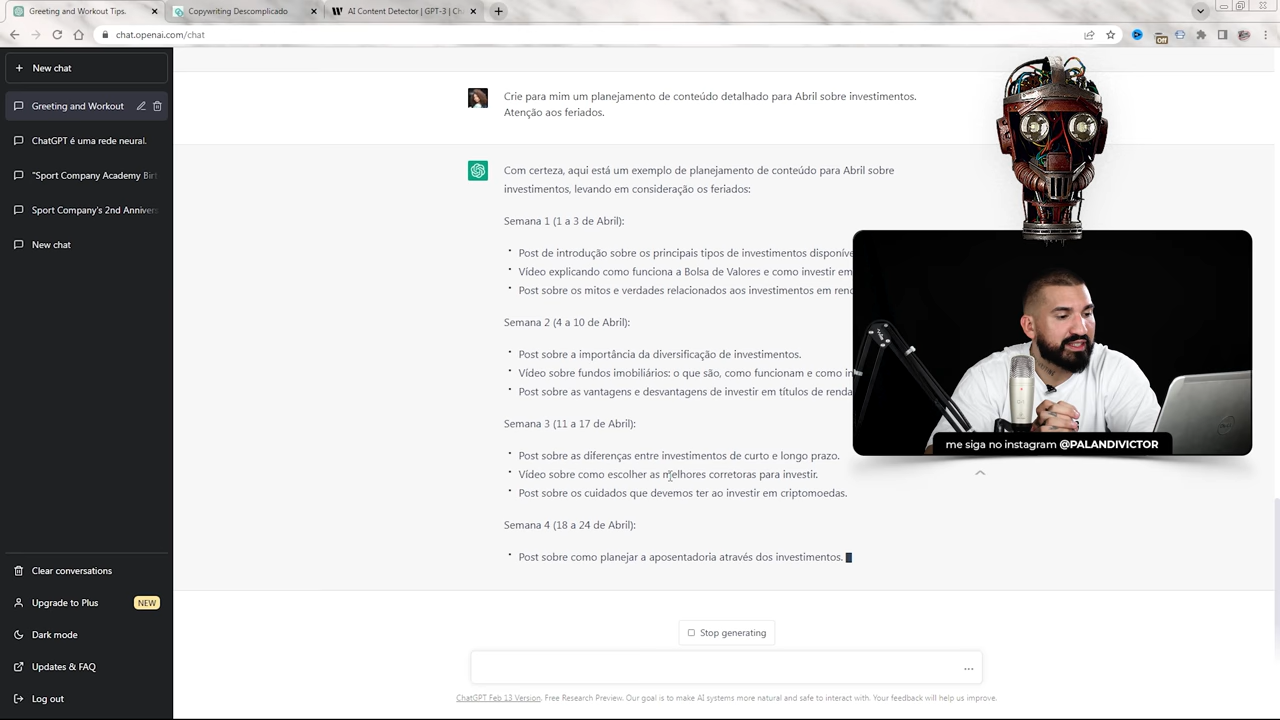 Greeting and Workout Tips.
Copywriting Descomplicado
AI Content Detector | GPT-3 | Ch
chat.openai.com/chat
Off
New chat
Greeting and Workout
ChatGPT é uma rede neural.
"Sport Company Academy Birt
Sport Company's 2nd Annivers
New chat
Crie para mim um planejamento de conteúdo detalhado para Abril sobre investimentos.
Atenção aos feriados.
Com certeza, aqui está um exemplo de planejamento de conteúdo para Abril sobre
investimentos, levando em consideração os feriados:
Semana 1 (1 a 3 de Abril):
Post de introdução sobre os principais tipos de investimentos disponíve
Vídeo explicando como funciona a Bolsa de Valores e como investir em
Post sobre os mitos e verdades relacionados aos investimentos em rend
Semana 2 (4 a 10 de Abril):
Post sobre a importância da diversificação de investimentos.
Vídeo sobre fundos imobiliários: o que são, como funcionam e como in
Post sobre as vantagens e desvantagens de investir em títulos de renda
Semana 3 (11 a 17 de Abril):
Post sobre as diferenças entre investimentos de curto e longo prazo.
Vídeo sobre como escolher as melhores corretoras para investir.
Post sobre os cuidados que devemos ter ao investir em criptomoedas.
Semana 4 (18 a 24 de Abril):
Post sobre como planejar a aposentadoria através dos investimentos.
me siga no instagram @PALANDIVICTOR
Clear conversations
Upgrade to Plus
NEW
Dark mode
Updates & FAQ
Log out
Stop generating
ChatGPT Feb 13 Version. Free Research Preview. Our goal is to make AI systems more natural and safe to interact with. Your feedback will help us improve.